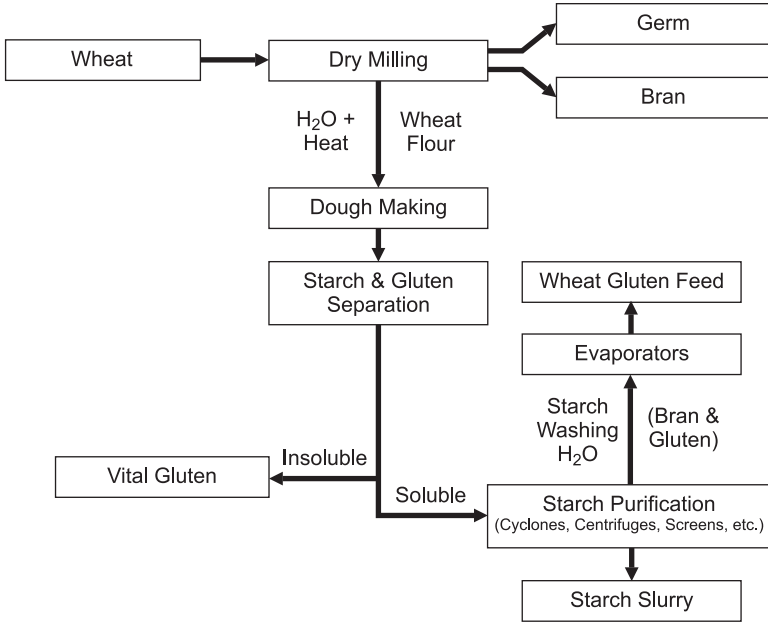 Germ
Wheat
Dry Milling
Bran
H₂O +
Heat
Wheat
Flour
Dough Making
Starch & Gluten
Separation
Wheat Gluten Feed
Evaporators
Starch
Washing
H₂O
(Bran &
Gluten)
Insoluble
Vital Gluten
Soluble
Starch Purification
(Cyclones, Centrifuges, Screens, etc.)
Starch Slurry